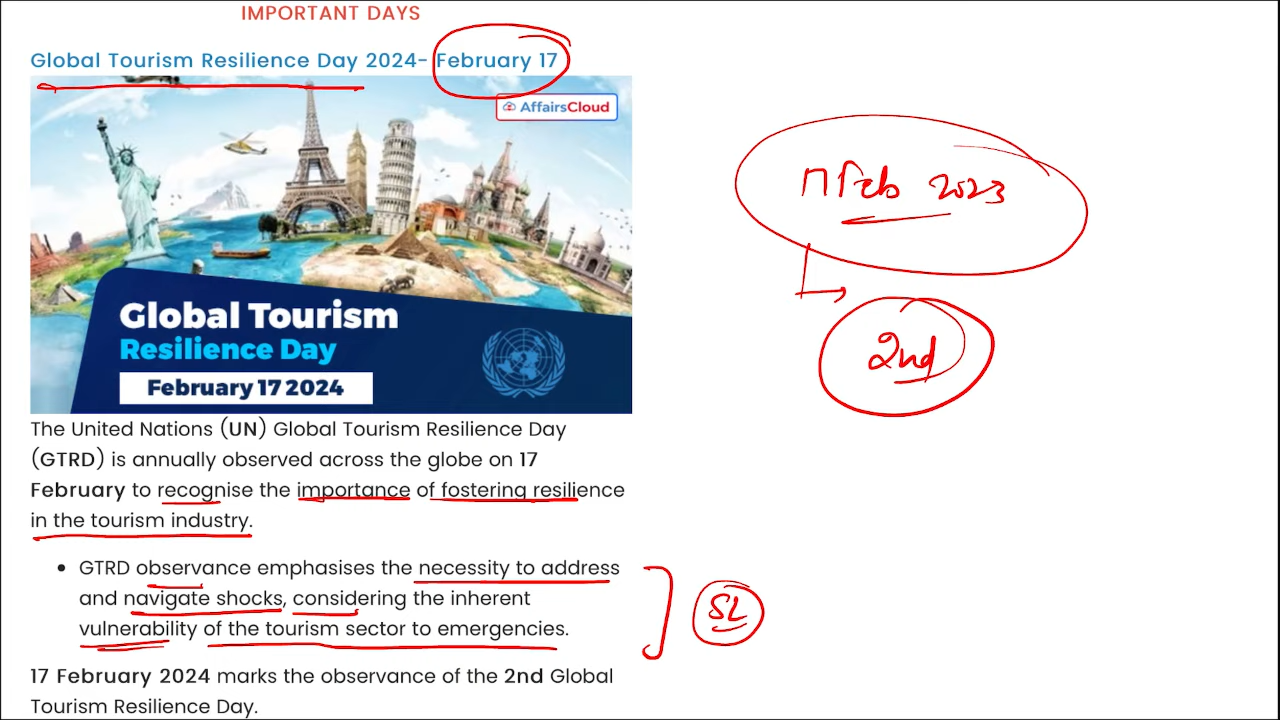 IMPORTANT DAYS
Global Tourism Resilience Day 2024- February 17
AffairsCloud
Global Tourism
Resilience Day
February 17 2024
The United Nations (UN) Global Tourism Resilience Day
(GTRD) is annually observed across the globe on 17
February to recognise the importance of fostering resilience
in the tourism industry.
• GTRD observance emphasises the necessity to address
and navigate shocks, considering the inherent
vulnerability of the tourism sector to emergencies.
17 February 2024 marks the observance of the 2nd Global
Tourism Resilience Day.
17 Feb 2023
2nd
SL